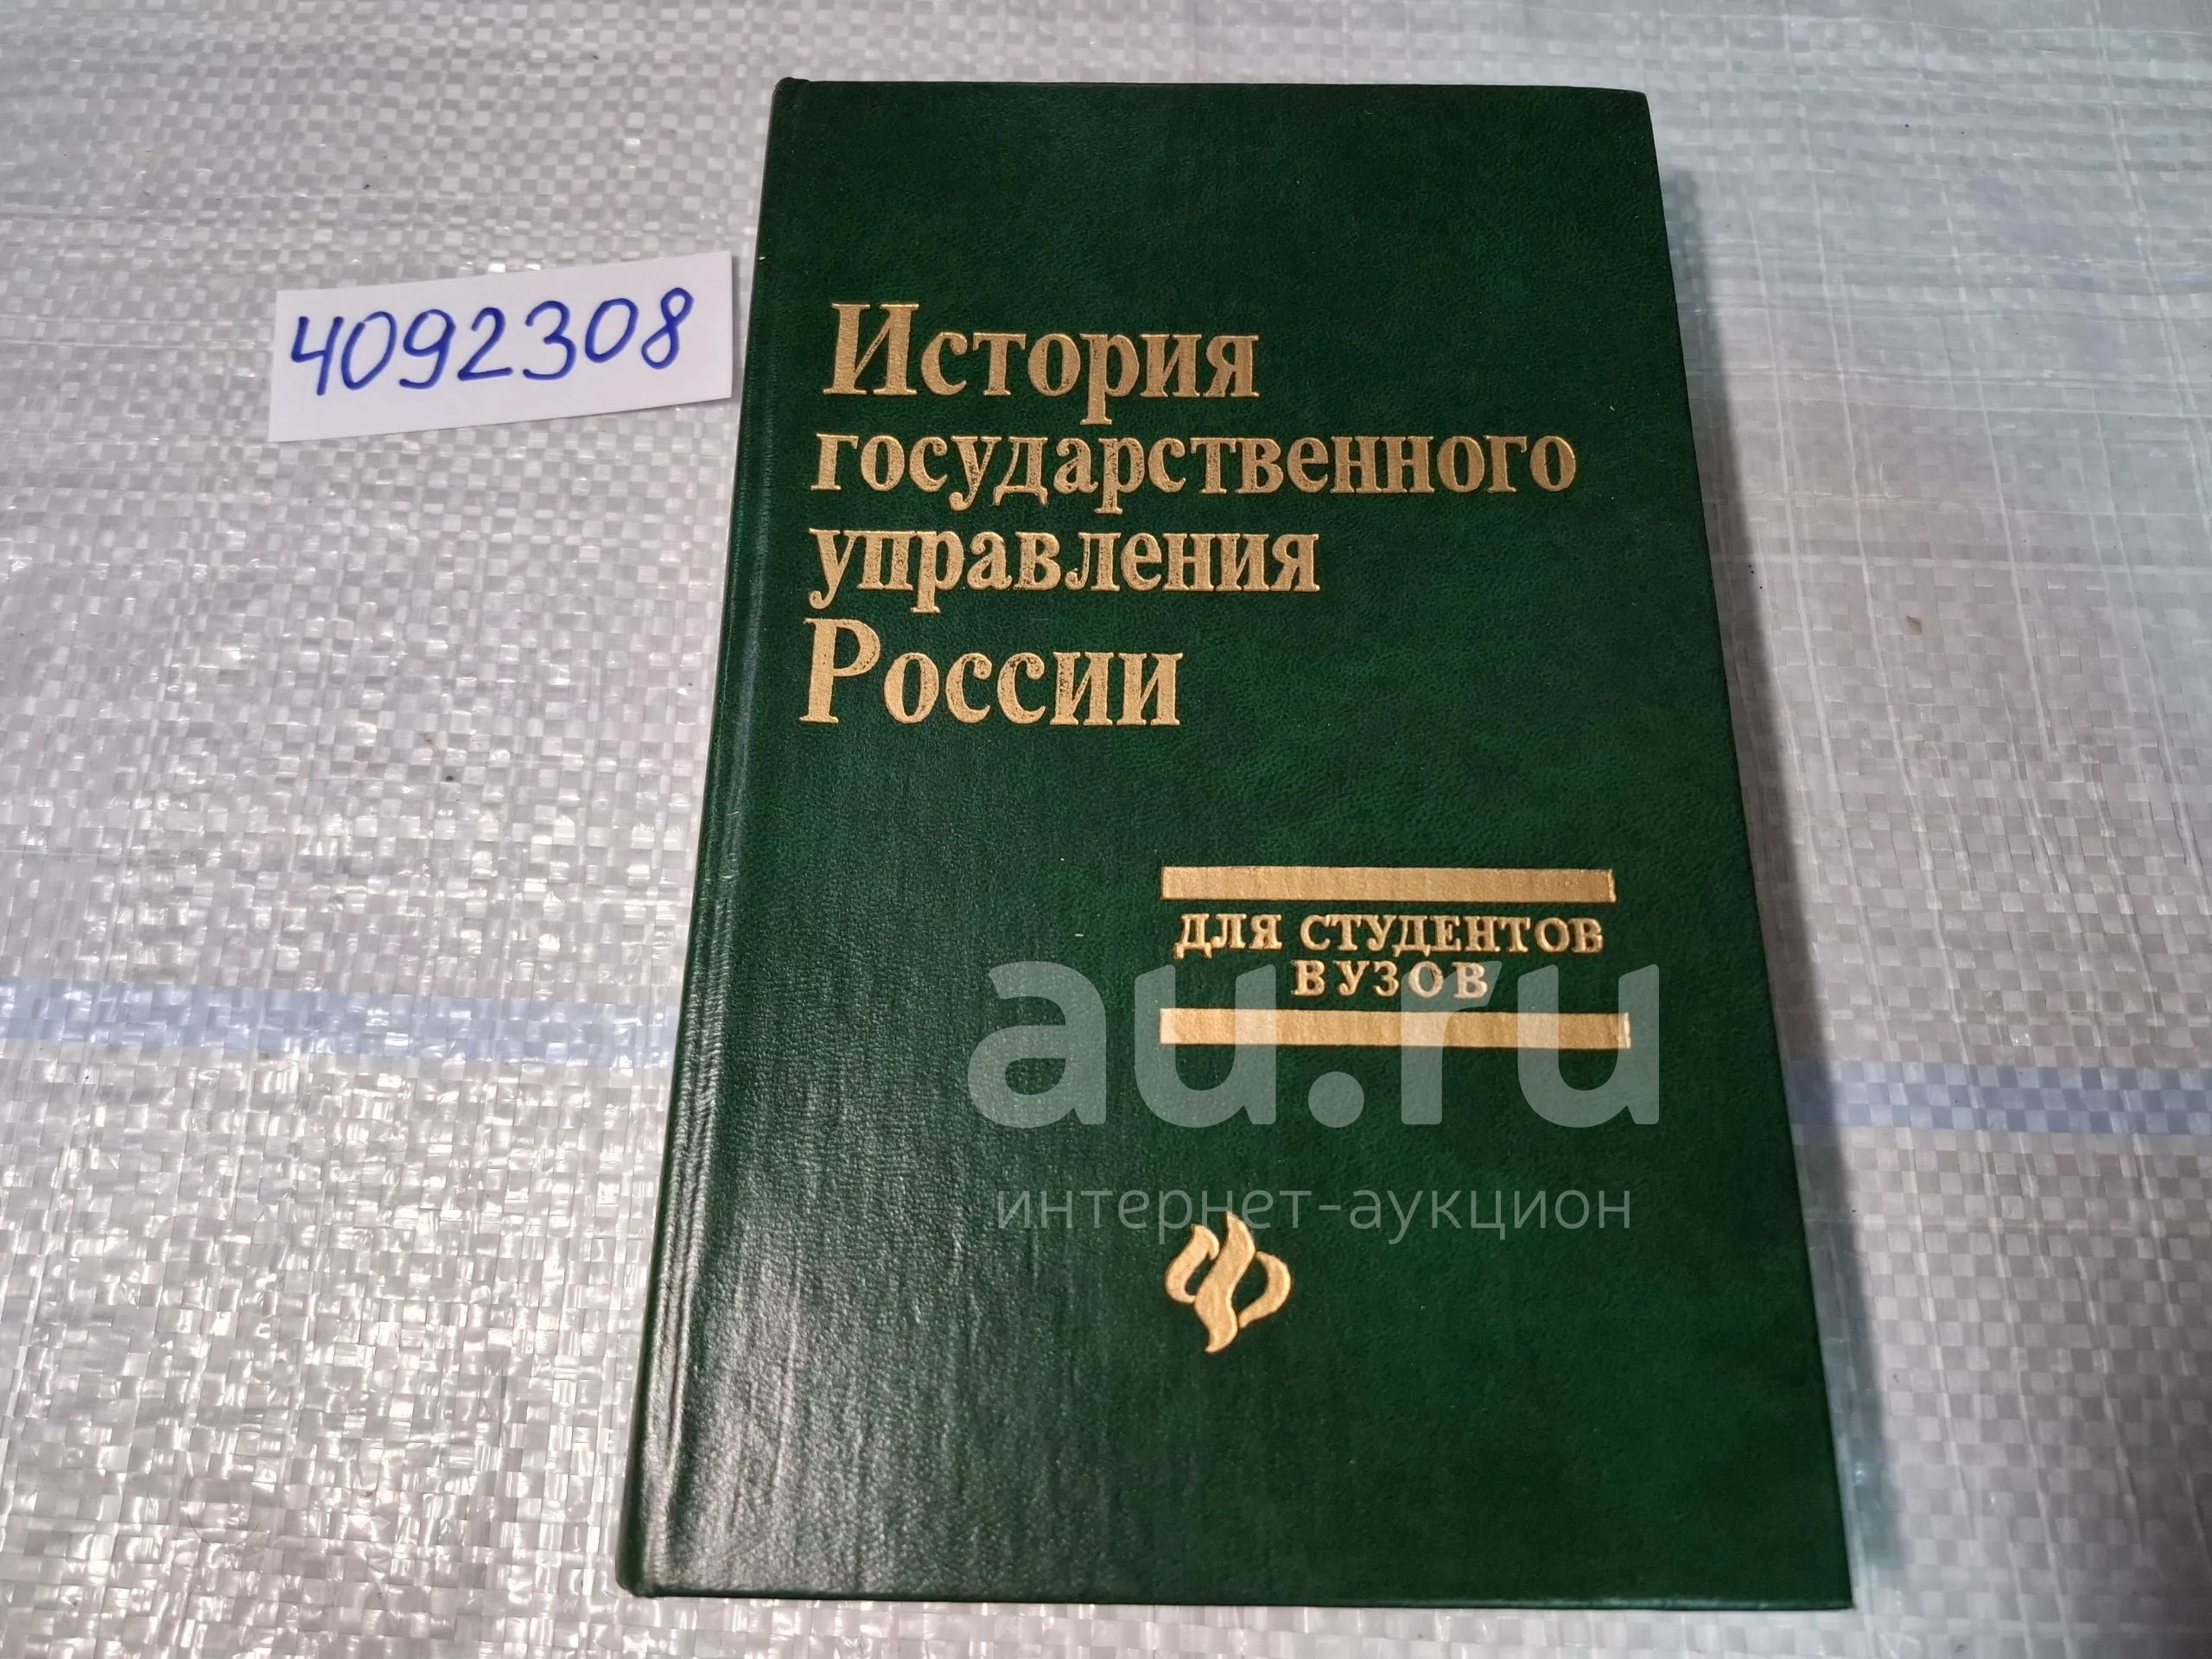 4092308
История
государственного
управления
России
ДЛЯ СТУДЕНТОВ
ВУЗОВ
au.ru
интернет-аукцион